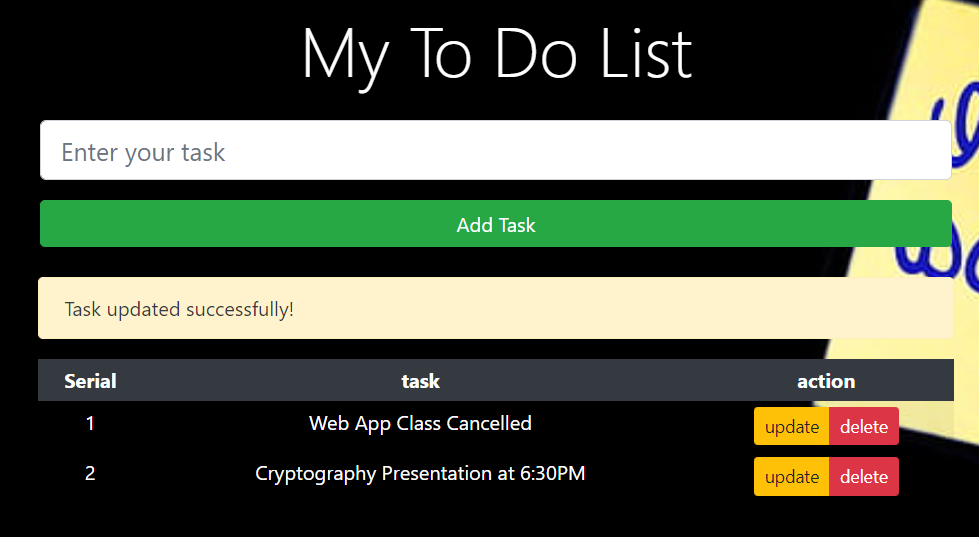 My To Do List
Enter your task
Add Task
Task updated successfully!
Serial task action
1 Web App Class Cancelled update delete
2 Cryptography Presentation at 6:30PM update delete